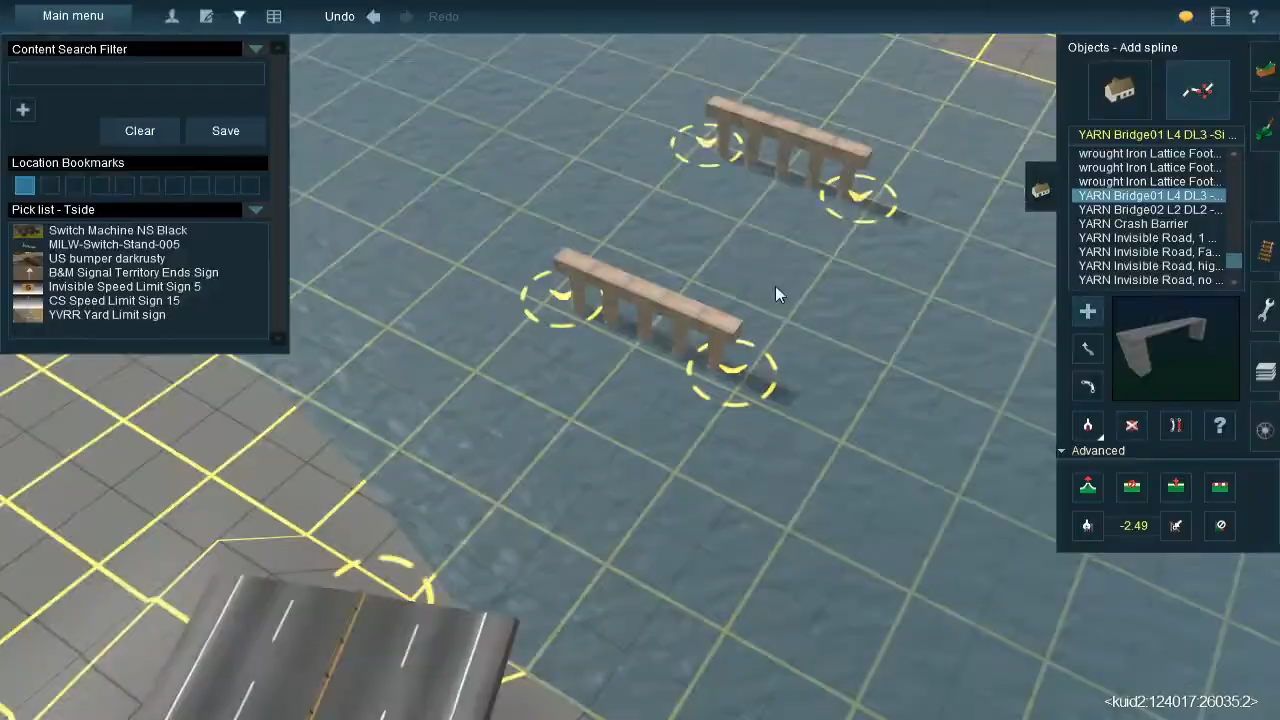 Main menu
Undo
Redo
Content Search Filter
Clear
Save
Location Bookmarks
Pick list - Tside
Switch Machine NS Black
MILW-Switch-Stand-005
US bumper darkrusty
B&M Signal Territory Ends Sign
Invisible Speed Limit Sign 5
CS Speed Limit Sign 15
YVRR Yard Limit sign
Objects - Add spline
YARN Bridge01 L4 DL3 -Si ...
wrought Iron Lattice Foot...
wrought Iron Lattice Foot...
wrought Iron Lattice Foot...
YARN Bridge01 L4 DL3 -...
YARN Bridge02 L2 DL2 -...
YARN Crash Barrier
YARN Invisible Road, 1 ...
YARN Invisible Road, Fa...
YARN Invisible Road, hig...
YARN Invisible Road, no ...
Advanced
-2.49
<kuid2:124017:26035:2>